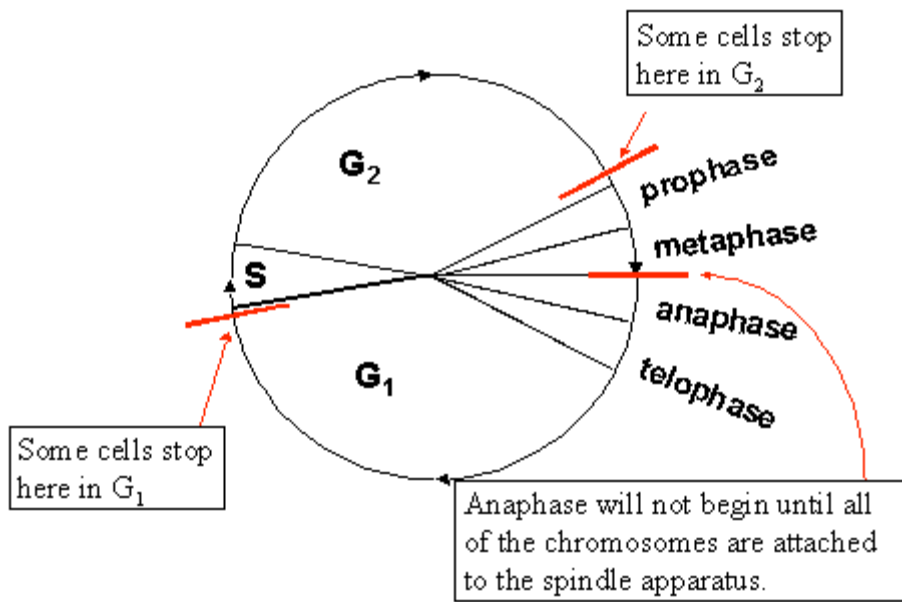 Some cells stop
here in G₂
G₂
prophase
metaphase
S
anaphase
telophase
G₁
Some cells stop
here in G₁
Anaphase will not begin until all
of the chromosomes are attached
to the spindle apparatus.